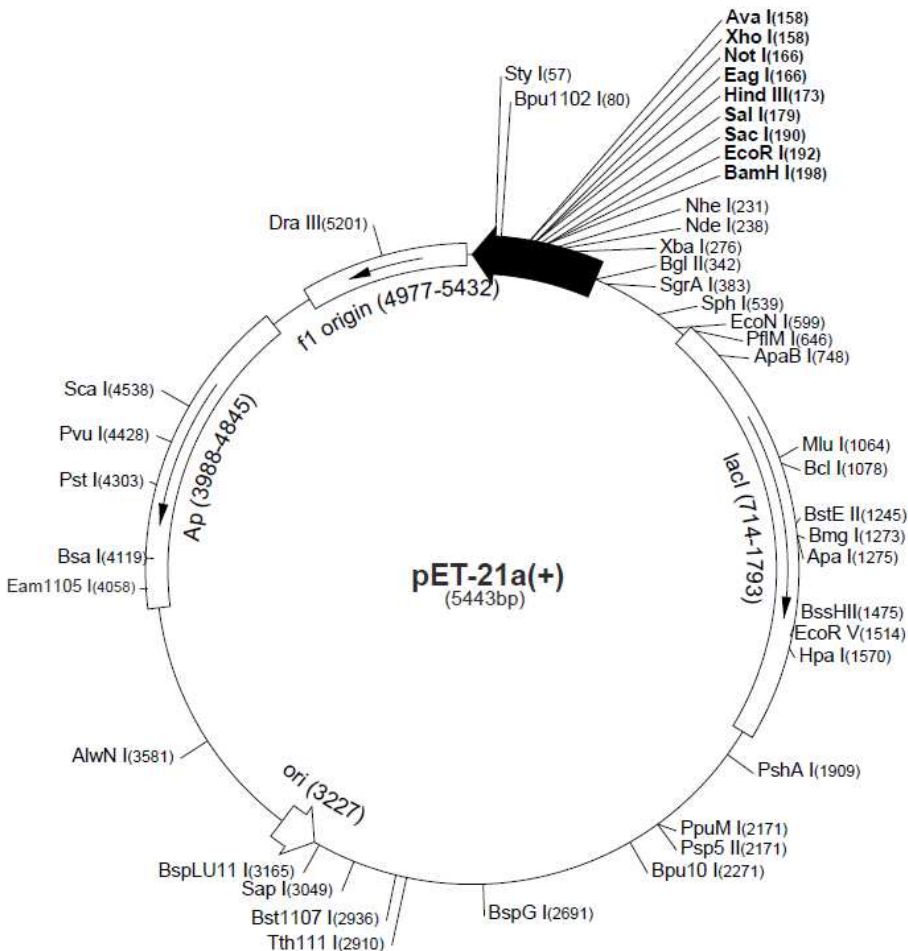 Ava I(158)
Xho I(158)
Not I(166)
Eag I(166)
Hind III(173)
Sal I(179)
Sac I(190)
EcoR I(192)
BamH I(198)
Sty I(57)
Bpu1102 I(80)
Nhe I(231)
Nde I(238)
Xba I(276)
Bgl II(342)
SgrA I(383)
Sph I(539)
EcoN I(599)
PflM I(646)
ApaB I(748)
Dra III(5201)
f1 origin (4977-5432)
Sca I(4538)
Pvu I(4428)
Pst I(4303)
Bsa I(4119)
Eam1105 I(4058)
Ap (3988-4845)
lacI (714-1793)
Mlu I(1064)
Bcl I(1078)
BstE II(1245)
Bmg I(1273)
Apa I(1275)
BssHII(1475)
EcoR V(1514)
Hpa I(1570)
pET-21a(+)
(5443bp)
AlwN I(3581)
ori (3227)
PshA I(1909)
PpuM I(2171)
Psp5 II(2171)
Bpu10 I(2271)
BspLU11 I(3165)
Sap I(3049)
Bst1107 I(2936)
Tth111 I(2910)
BspG I(2691)